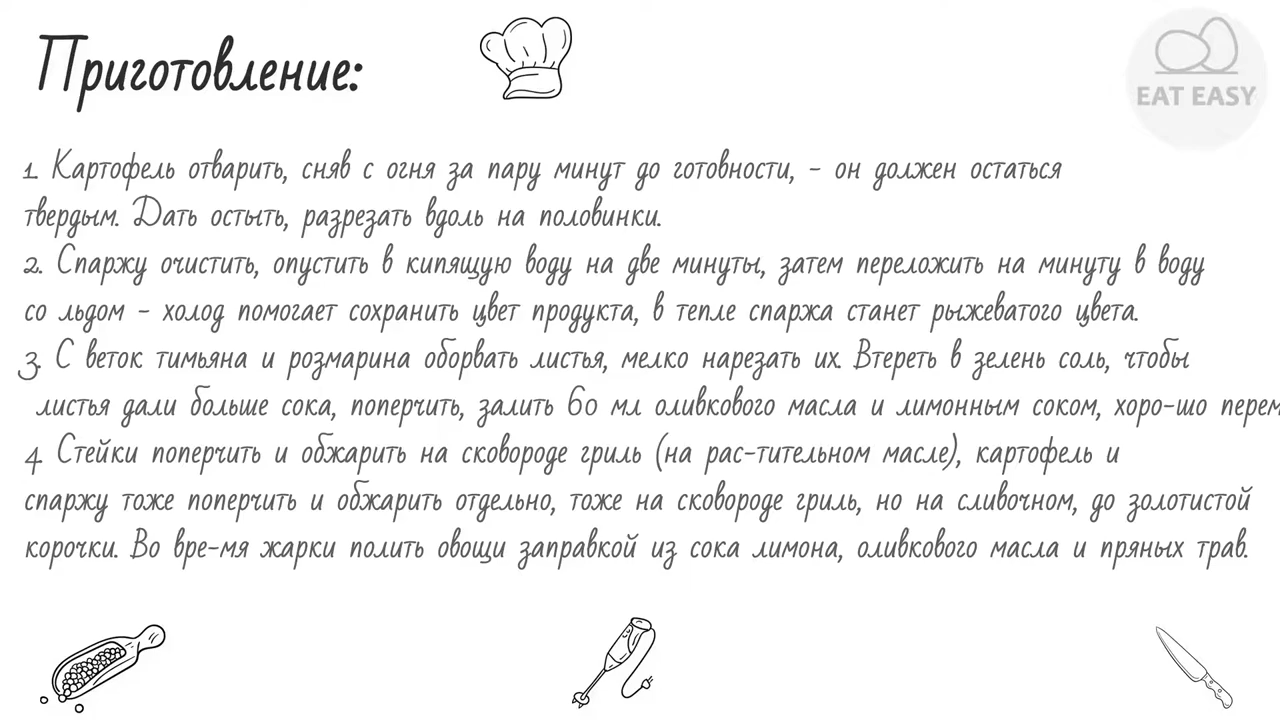 Приготовление:
EAT EASY
1. Картофель отварить, сняв с огня за пару минут до готовности, - он должен остаться
твердым. Дать остыть, разрезать вдоль на половинки.
2. Спаржу очистить, опустить в кипящую воду на две минуты, затем переложить на минуту в воду
со льдом - холод помогает сохранить цвет продукта, в тепле спаржа станет рыжеватого цвета.
3. С веток тимьяна и розмарина оборвать листья, мелко нарезать их. Втереть в зелень соль, чтобы
листья дали больше сока, поперчить, залить 60 мл оливкового масла и лимонным соком, хоро-шо
4. Стейки поперчить и обжарить на сковороде гриль (на рас-тительном масле), картофель и
спаржу тоже поперчить и обжарить отдельно, тоже на сковороде гриль, но на сливочном, до золотистой
корочки. Во вре-мя жарки полить овощи заправкой из сока лимона, оливкового масла и пряных трав.